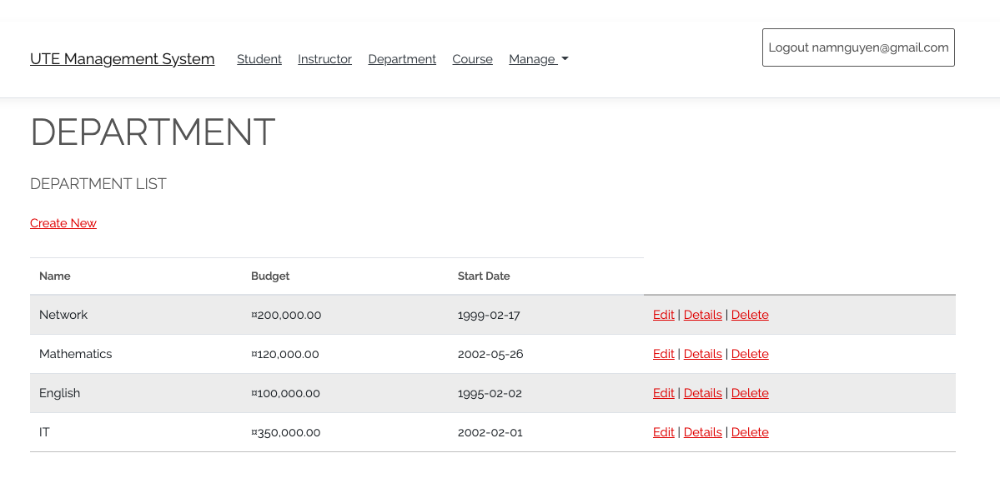 UTE Management System Student Instructor Department Course Manage Logout namnguyen@gmail.com
DEPARTMENT
DEPARTMENT LIST
Create New
Name Budget Start Date
Network ¤200,000.00 1999-02-17 Edit | Details | Delete
Mathematics ¤120,000.00 2002-05-26 Edit | Details | Delete
English ¤100,000.00 1995-02-02 Edit | Details | Delete
IT ¤350,000.00 2002-02-01 Edit | Details | Delete